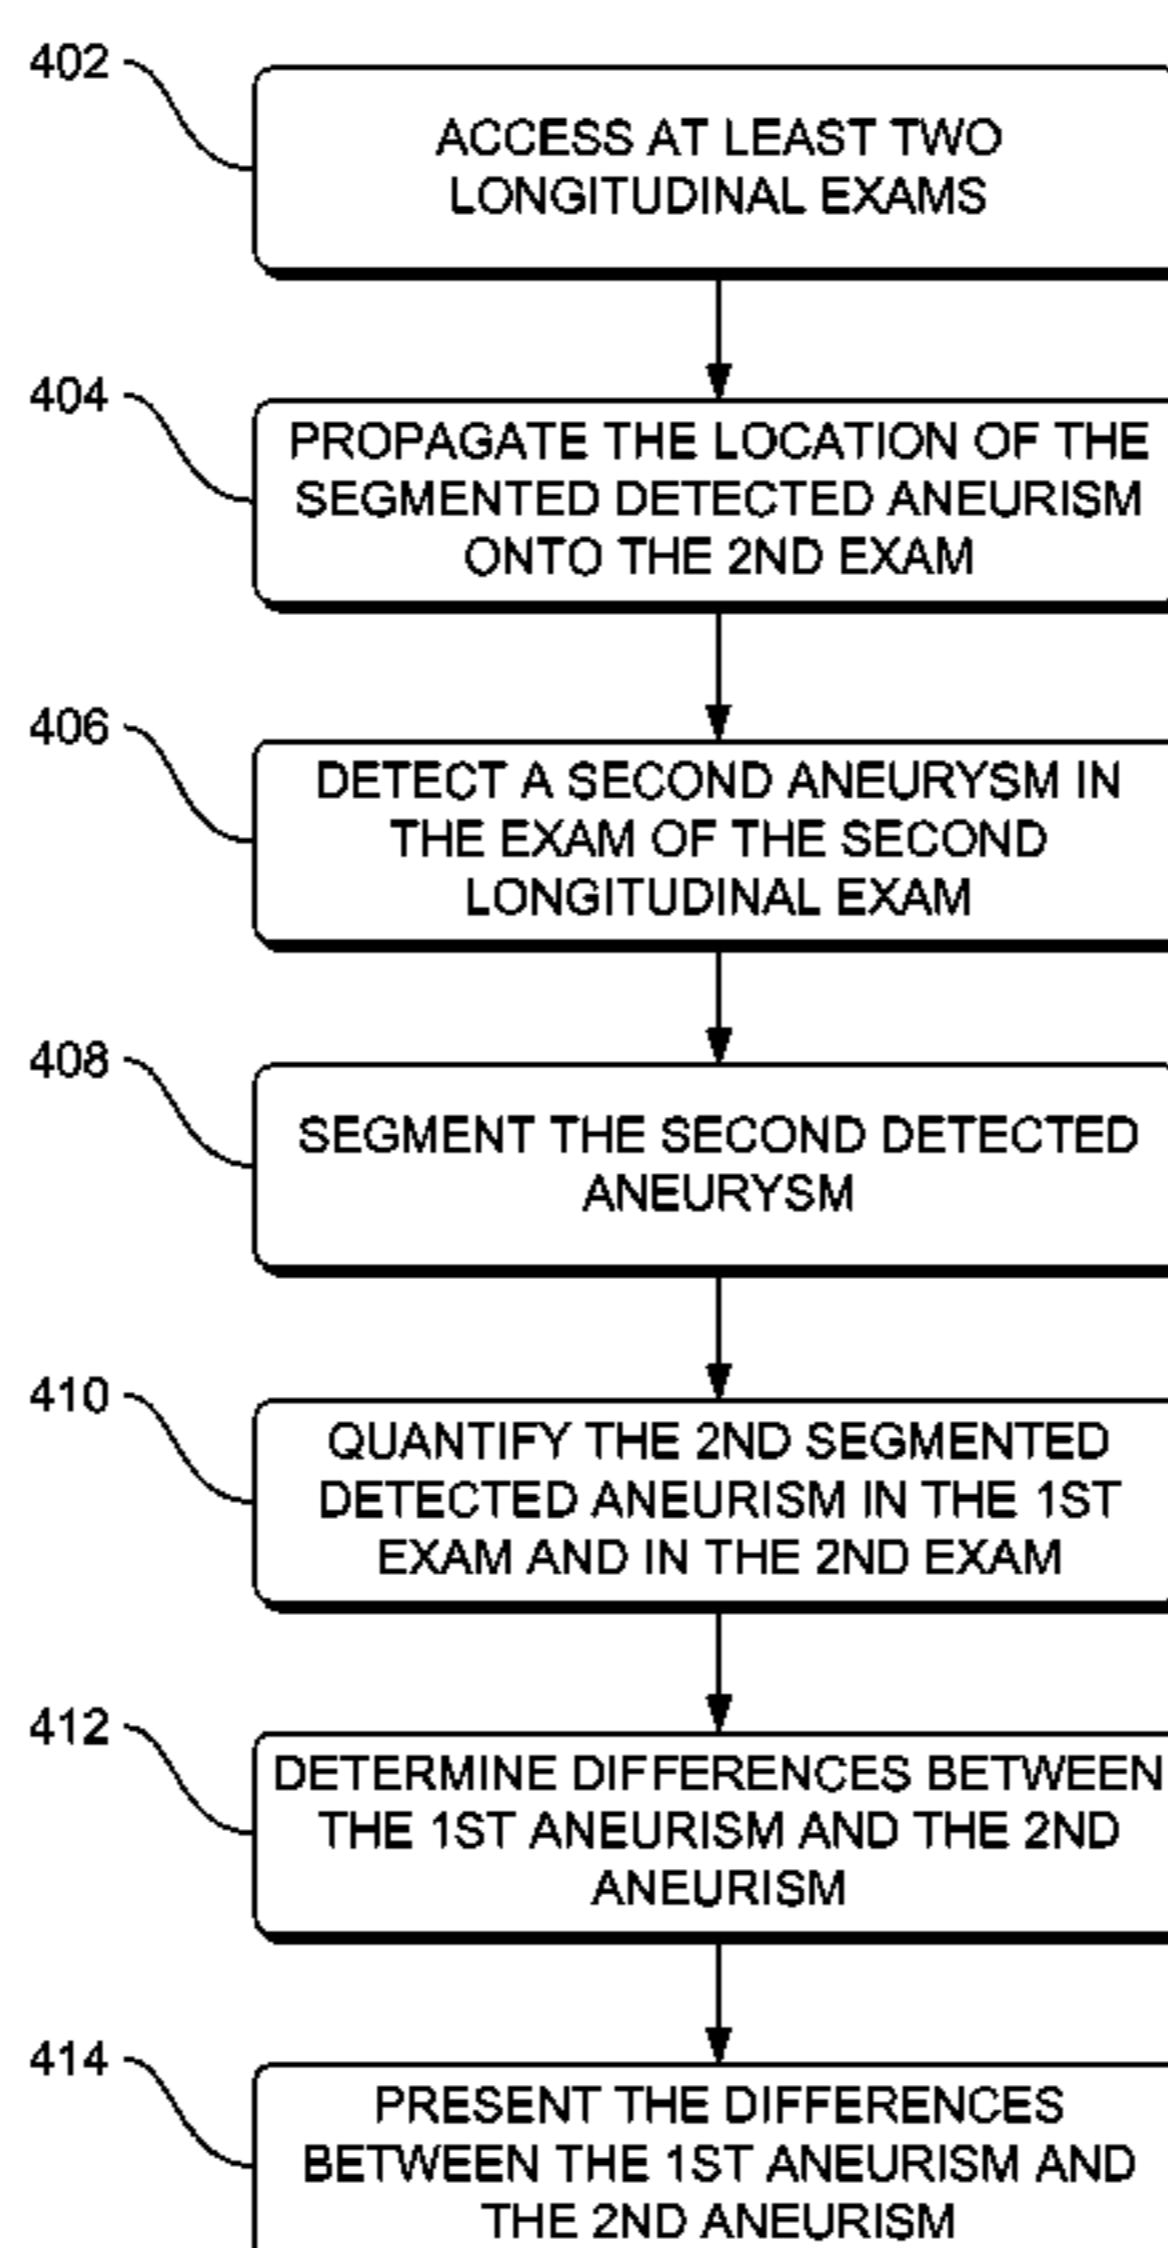 402
ACCESS AT LEAST TWO
LONGITUDINAL EXAMS
404
PROPAGATE THE LOCATION OF THE
SEGMENTED DETECTED ANEURISM
ONTO THE 2ND EXAM
406
DETECT A SECOND ANEURYSM IN
THE EXAM OF THE SECOND
LONGITUDINAL EXAM
408
SEGMENT THE SECOND DETECTED
ANEURYSM
410
QUANTIFY THE 2ND SEGMENTED
DETECTED ANEURISM IN THE 1ST
EXAM AND IN THE 2ND EXAM
412
DETERMINE DIFFERENCES BETWEEN
THE 1ST ANEURISM AND THE 2ND
ANEURISM
414
PRESENT THE DIFFERENCES
BETWEEN THE 1ST ANEURISM AND
THE 2ND ANEURISM